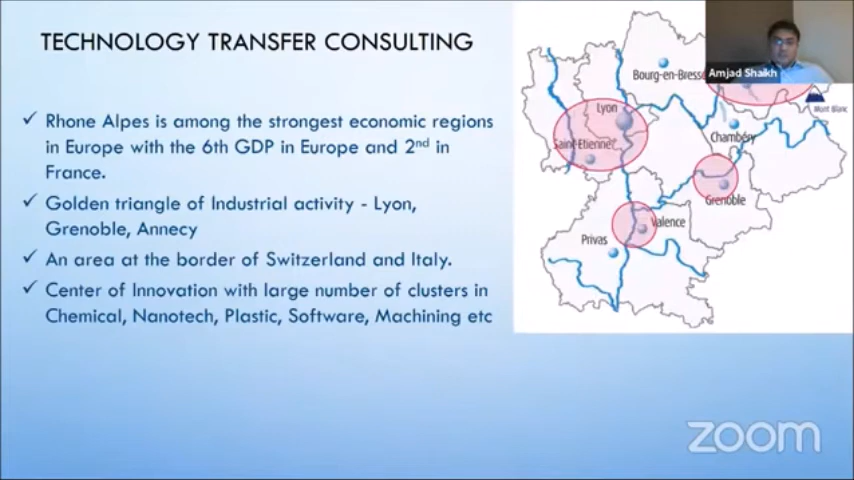 TECHNOLOGY TRANSFER CONSULTING
✓ Rhone Alpes is among the strongest economic regions
in Europe with the 6th GDP in Europe and 2nd in
France.
✓ Golden triangle of Industrial activity - Lyon,
Grenoble, Annecy
✓ An area at the border of Switzerland and Italy.
✓ Center of Innovation with large number of clusters in
Chemical, Nanotech, Plastic, Software, Machining etc
Bourg-en-Bresse
Amjad Shaikh
Mont Blanc
Lyon
Chambéry
Saint-Etienne
Grenoble
Valence
Privas
zoom